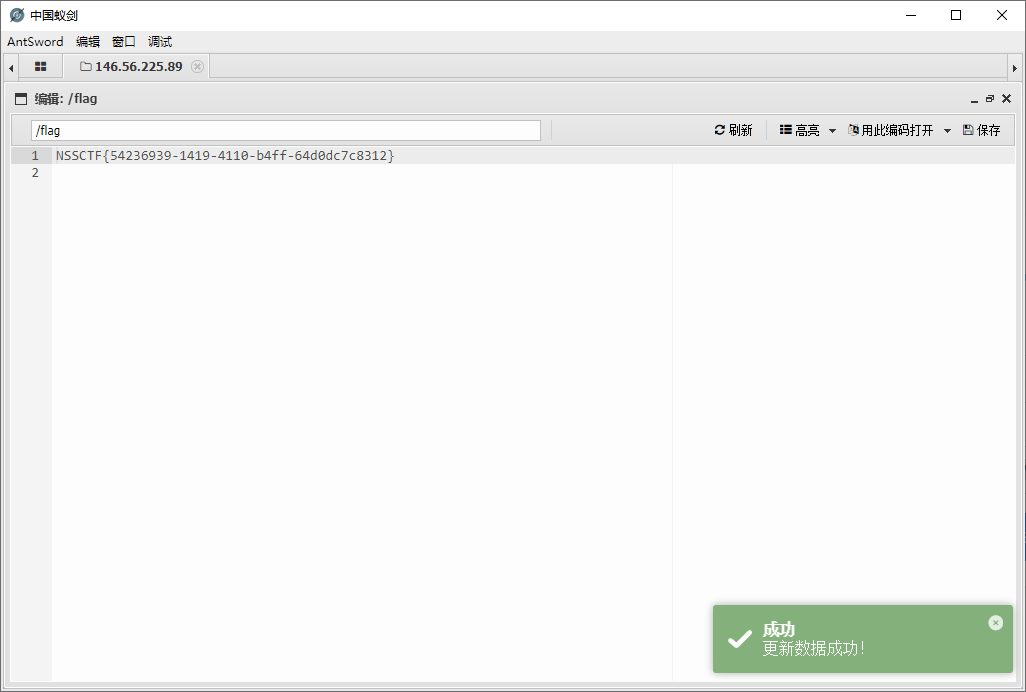 中国蚁剑
AntSword 编辑 窗口 调试
146.56.225.89
编辑: /flag
/flag 刷新 高亮 用此编码打开 保存
1 NSSCTF{54236939-1419-4110-b4ff-64d0dc7c8312}
2
成功
更新数据成功!